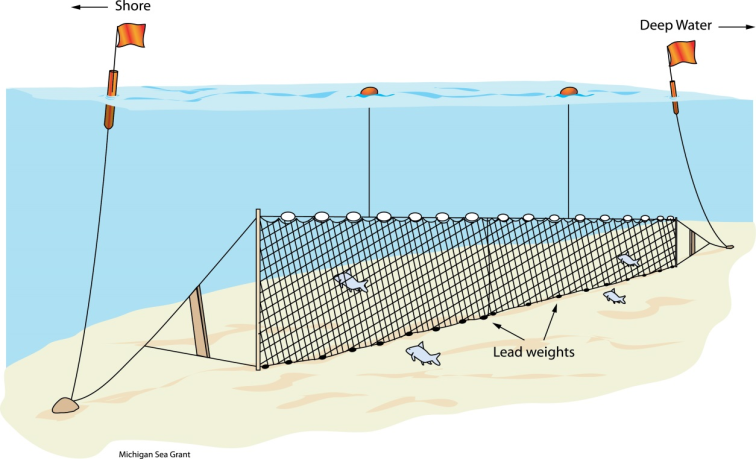 Shore
Deep Water
Lead weights
Michigan Sea Grant